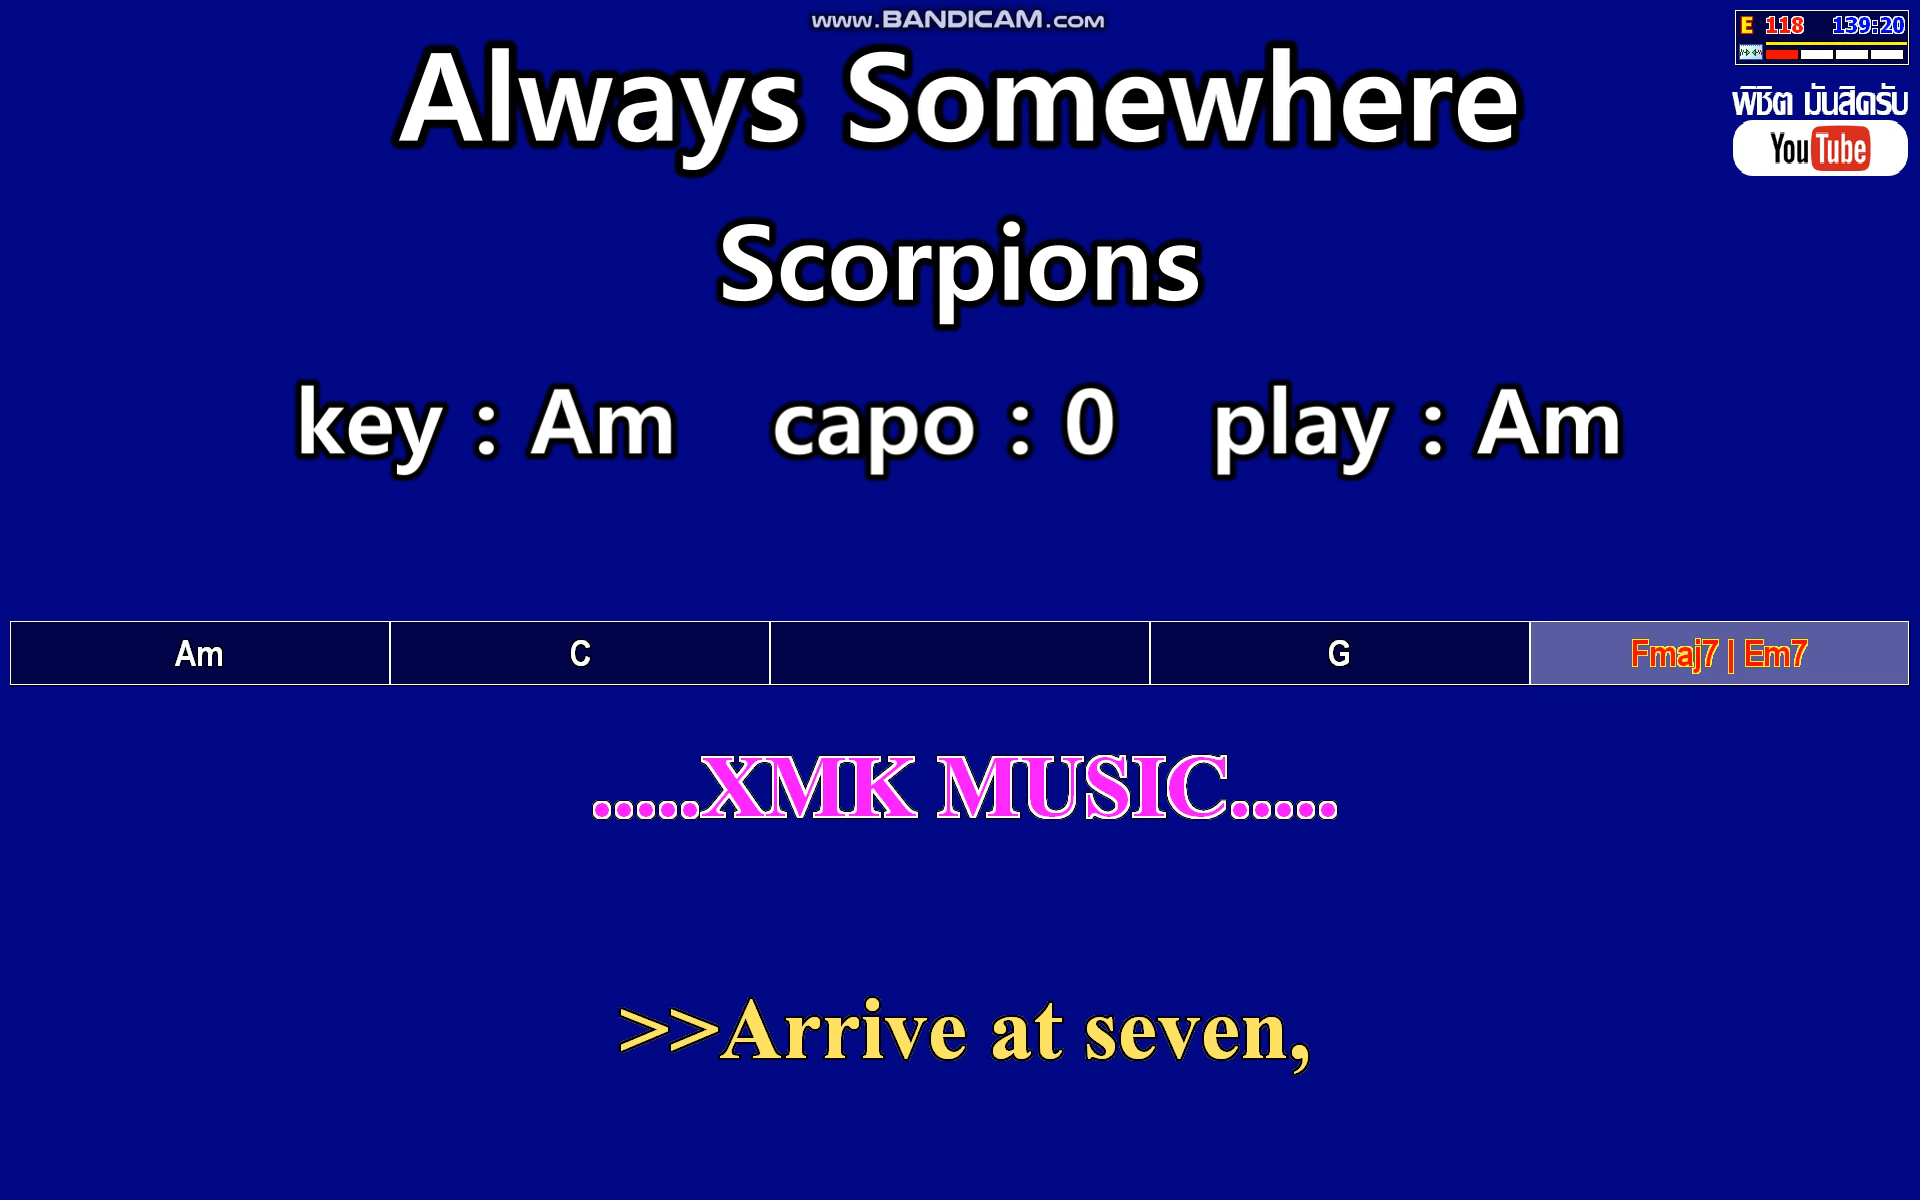 www.BANDICAM.com
E 118 139:20
Always Somewhere
พิชิต มันสิครับ
YouTube
Scorpions
key : Am capo : 0 play : Am
Am C G Fmaj7 | Em7
.....XMK MUSIC.....
>>Arrive at seven,